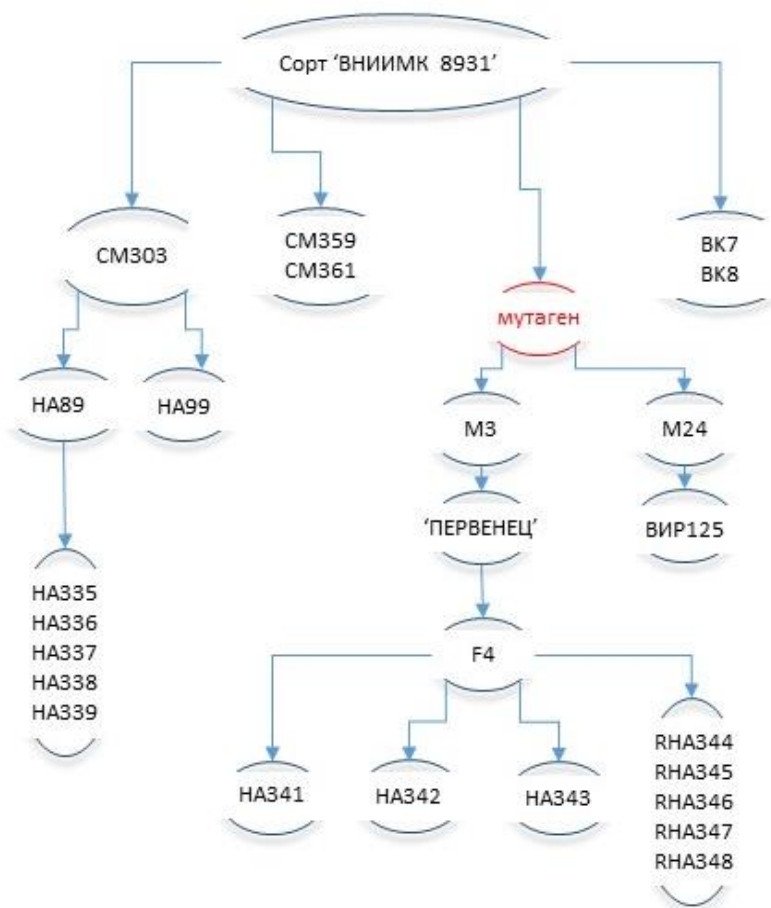 Сорт ‘ВНИИМК 8931’
СМ303
СМ359
СМ361
ВК7
ВК8
мутаген
НА89
НА99
М3
М24
‘ПЕРВЕНЕЦ’
ВИР125
НА335
НА336
НА337
НА338
НА339
F4
НА341
НА342
НА343
RHA344
RHA345
RHA346
RHA347
RHA348